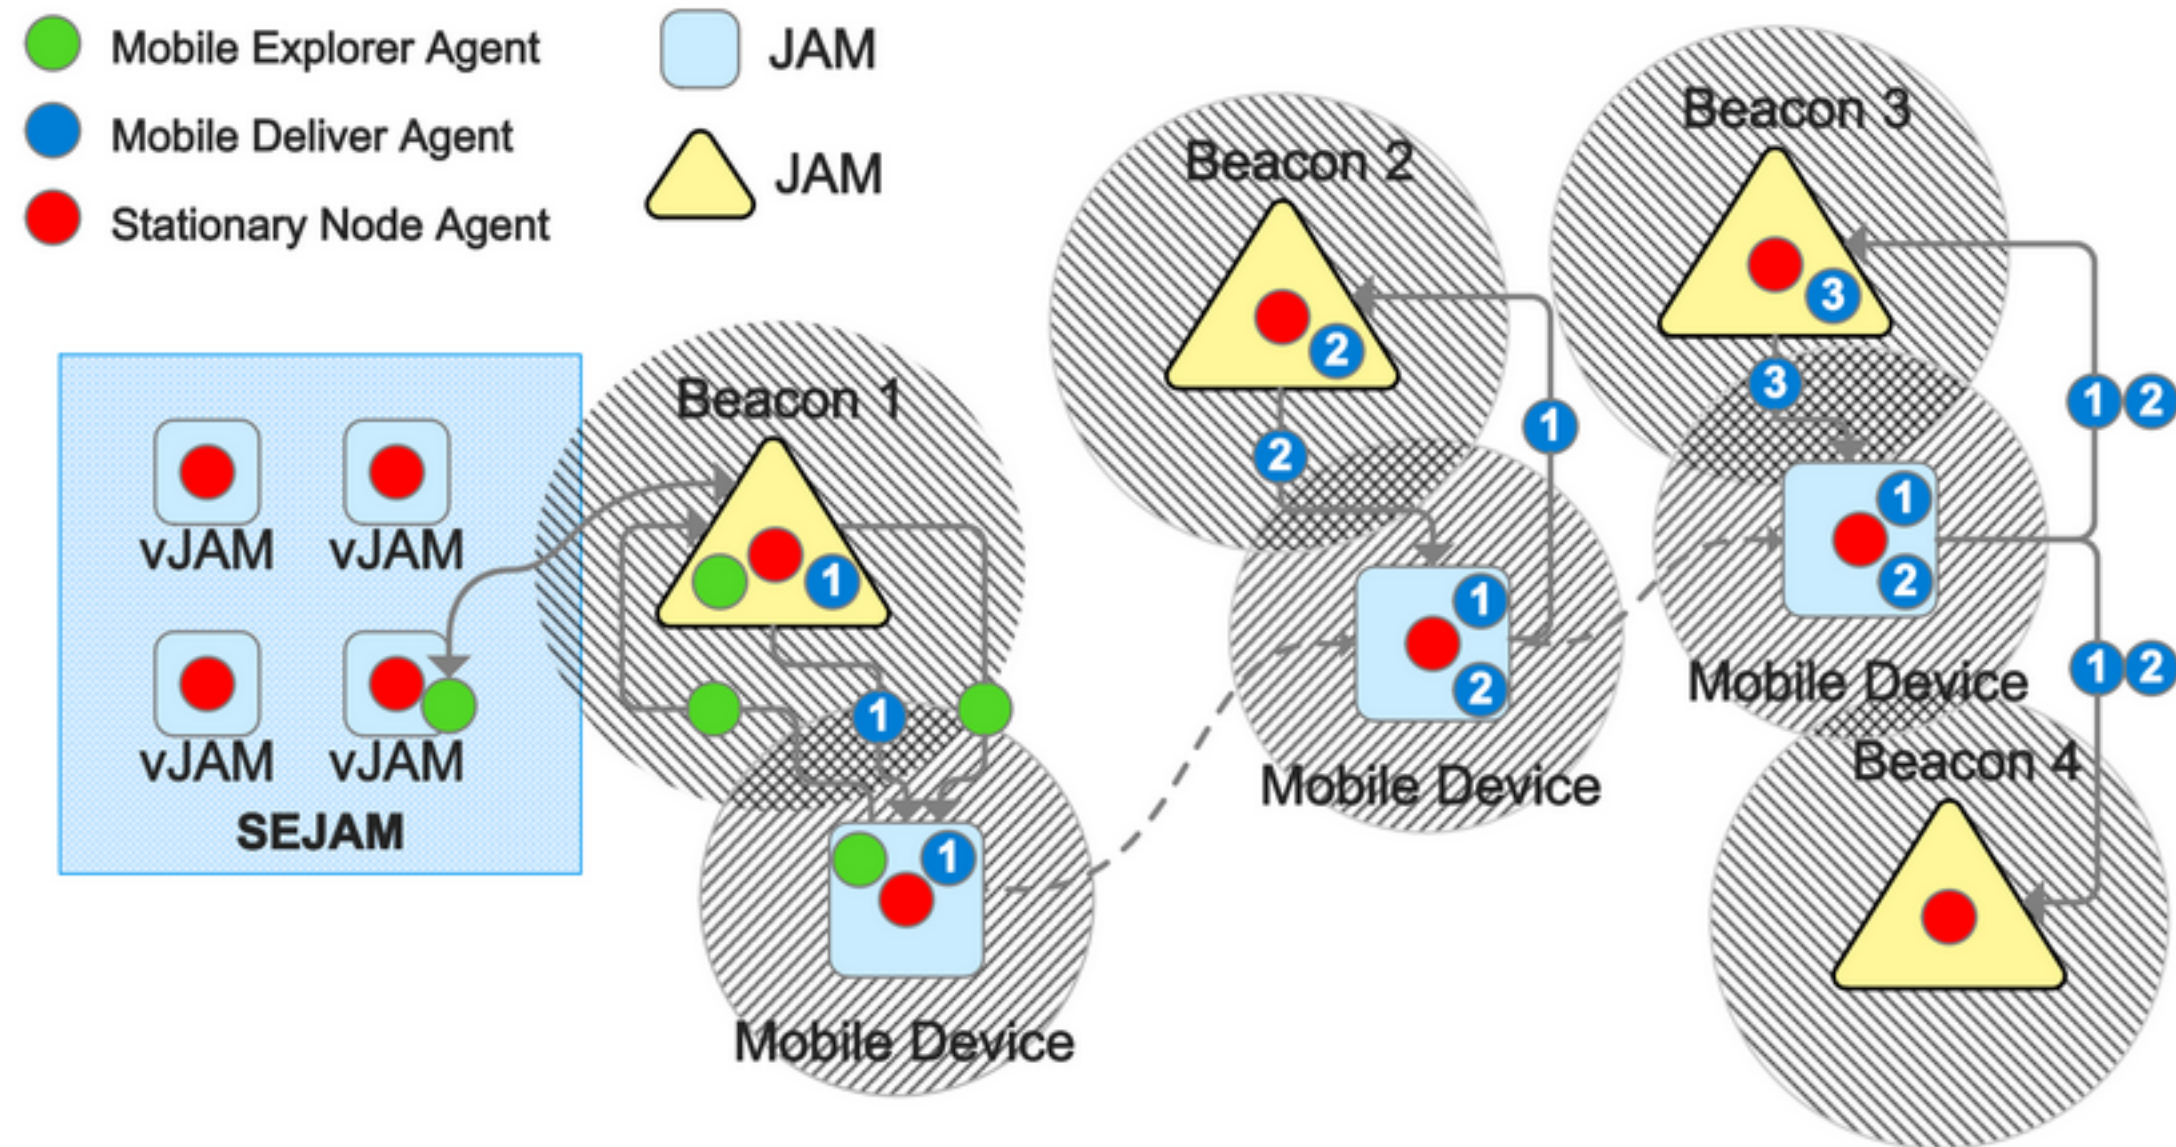 Mobile Explorer Agent
JAM
Mobile Deliver Agent
JAM
Stationary Node Agent
Beacon 3
Beacon 2
3
2
3
1 2
Beacon 1
1
2
vJAM
vJAM
1
1
2
1
2
1 2
1
vJAM
vJAM
SEJAM
Mobile Device
Mobile Device
Beacon 4
1
Mobile Device